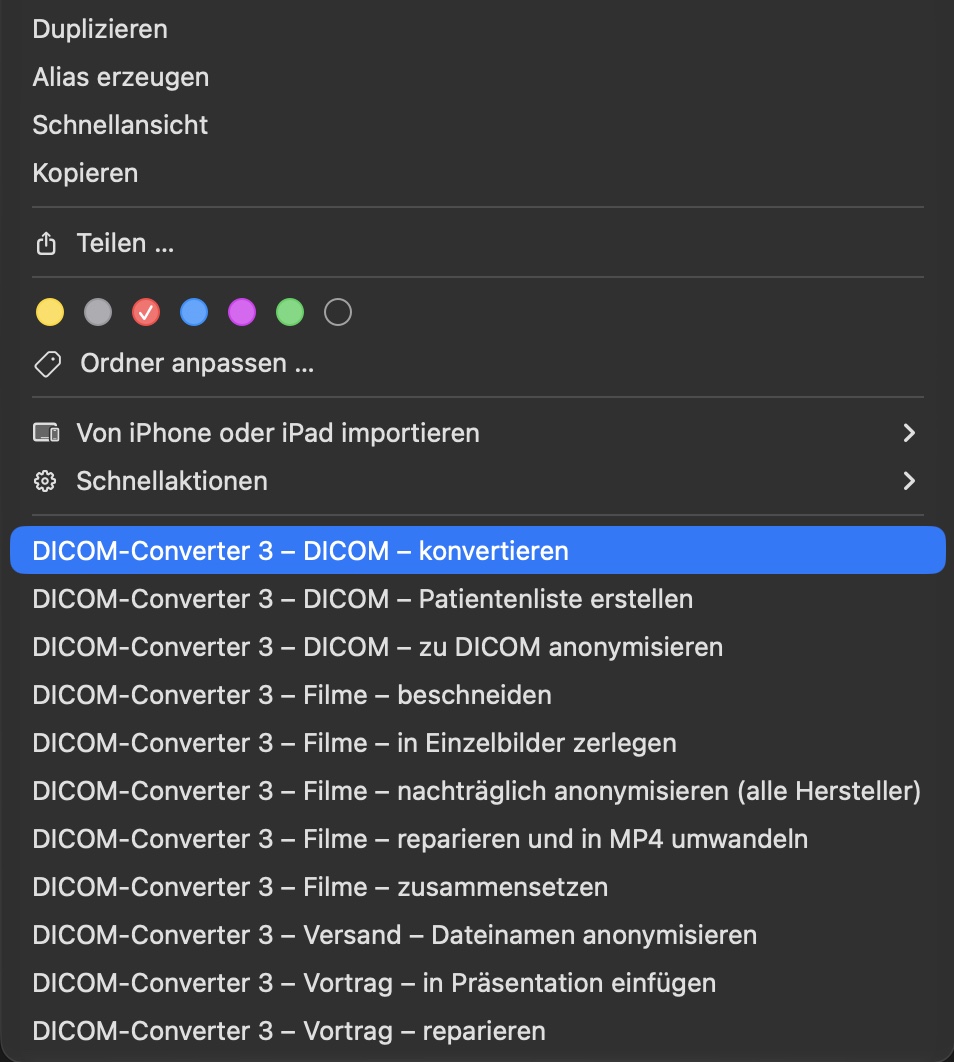 Duplizieren
Alias erzeugen
Schnellansicht
Kopieren
Teilen ...
Ordner anpassen ...
Von iPhone oder iPad importieren
Schnellaktionen
DICOM-Converter 3 – DICOM – konvertieren
DICOM-Converter 3 – DICOM – Patientenliste erstellen
DICOM-Converter 3 – DICOM – zu DICOM anonymisieren
DICOM-Converter 3 – Filme – beschneiden
DICOM-Converter 3 – Filme – in Einzelbilder zerlegen
DICOM-Converter 3 – Filme – nachträglich anonymisieren (alle Hersteller)
DICOM-Converter 3 – Filme – reparieren und in MP4 umwandeln
DICOM-Converter 3 – Filme – zusammensetzen
DICOM-Converter 3 – Versand – Dateinamen anonymisieren
DICOM-Converter 3 – Vortrag – in Präsentation einfügen
DICOM-Converter 3 – Vortrag – reparieren